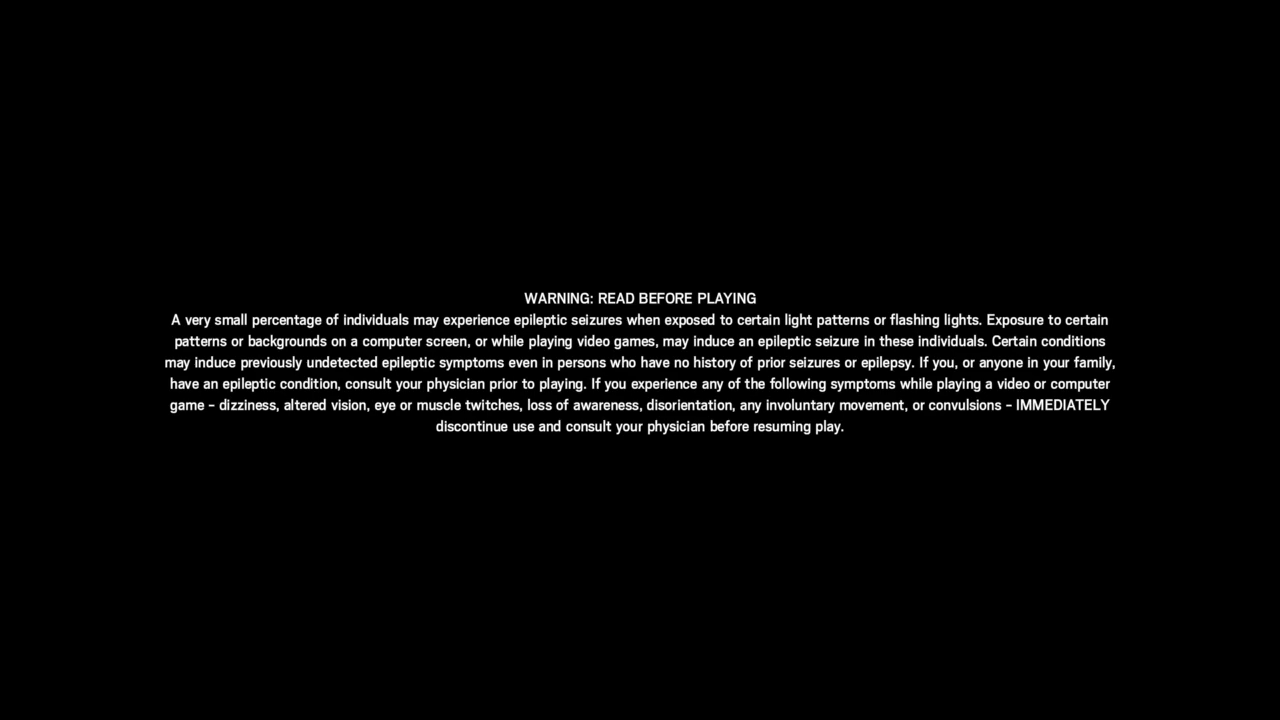 WARNING: READ BEFORE PLAYING
A very small percentage of individuals may experience epileptic seizures when exposed to certain light patterns or flashing lights. Exposure to certain
patterns or backgrounds on a computer screen, or while playing video games, may induce an epileptic seizure in these individuals. Certain conditions
may induce previously undetected epileptic symptoms even in persons who have no history of prior seizures or epilepsy. If you, or anyone in your family,
have an epileptic condition, consult your physician prior to playing. If you experience any of the following symptoms while playing a video or computer
game – dizziness, altered vision, eye or muscle twitches, loss of awareness, disorientation, any involuntary movement, or convulsions – IMMEDIATELY
discontinue use and consult your physician before resuming play.